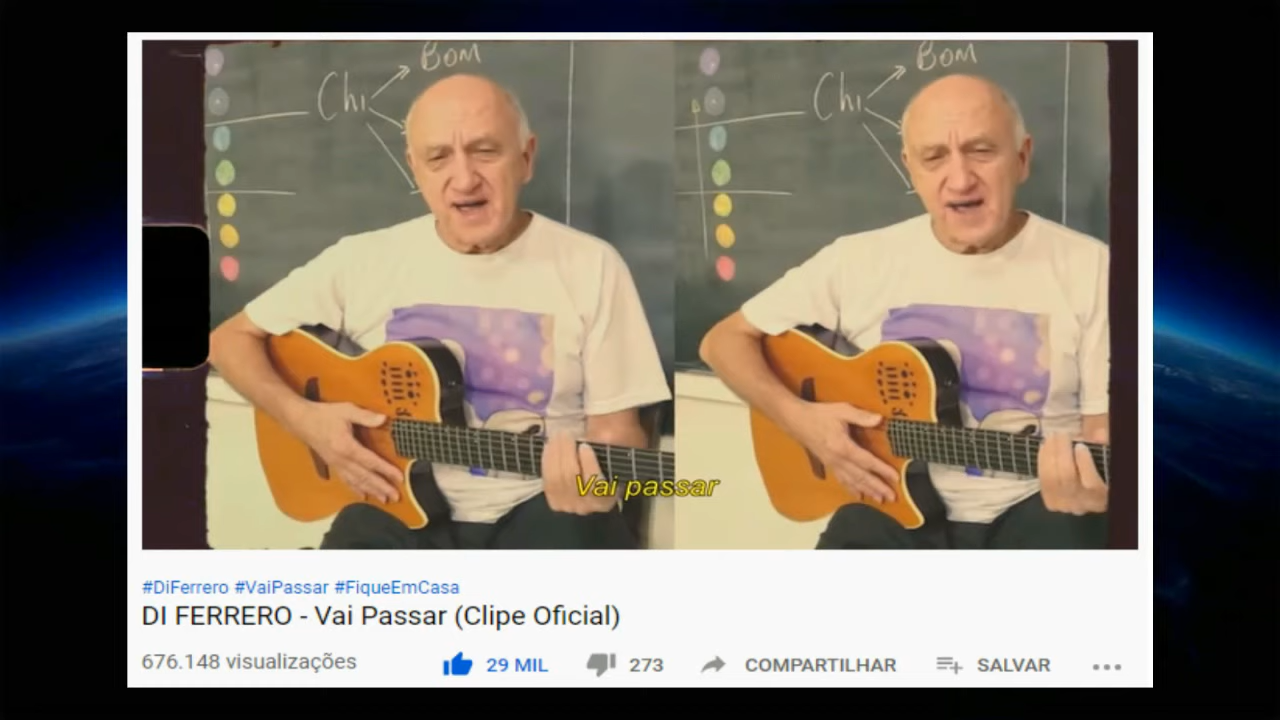 BOM
BOM
Chi
Chi
Vai passar
#DiFerrero #VaiPassar #FiqueEmCasa
DI FERRERO - Vai Passar (Clipe Oficial)
676.148 visualizações 29 MIL 273 COMPARTILHAR SALVAR